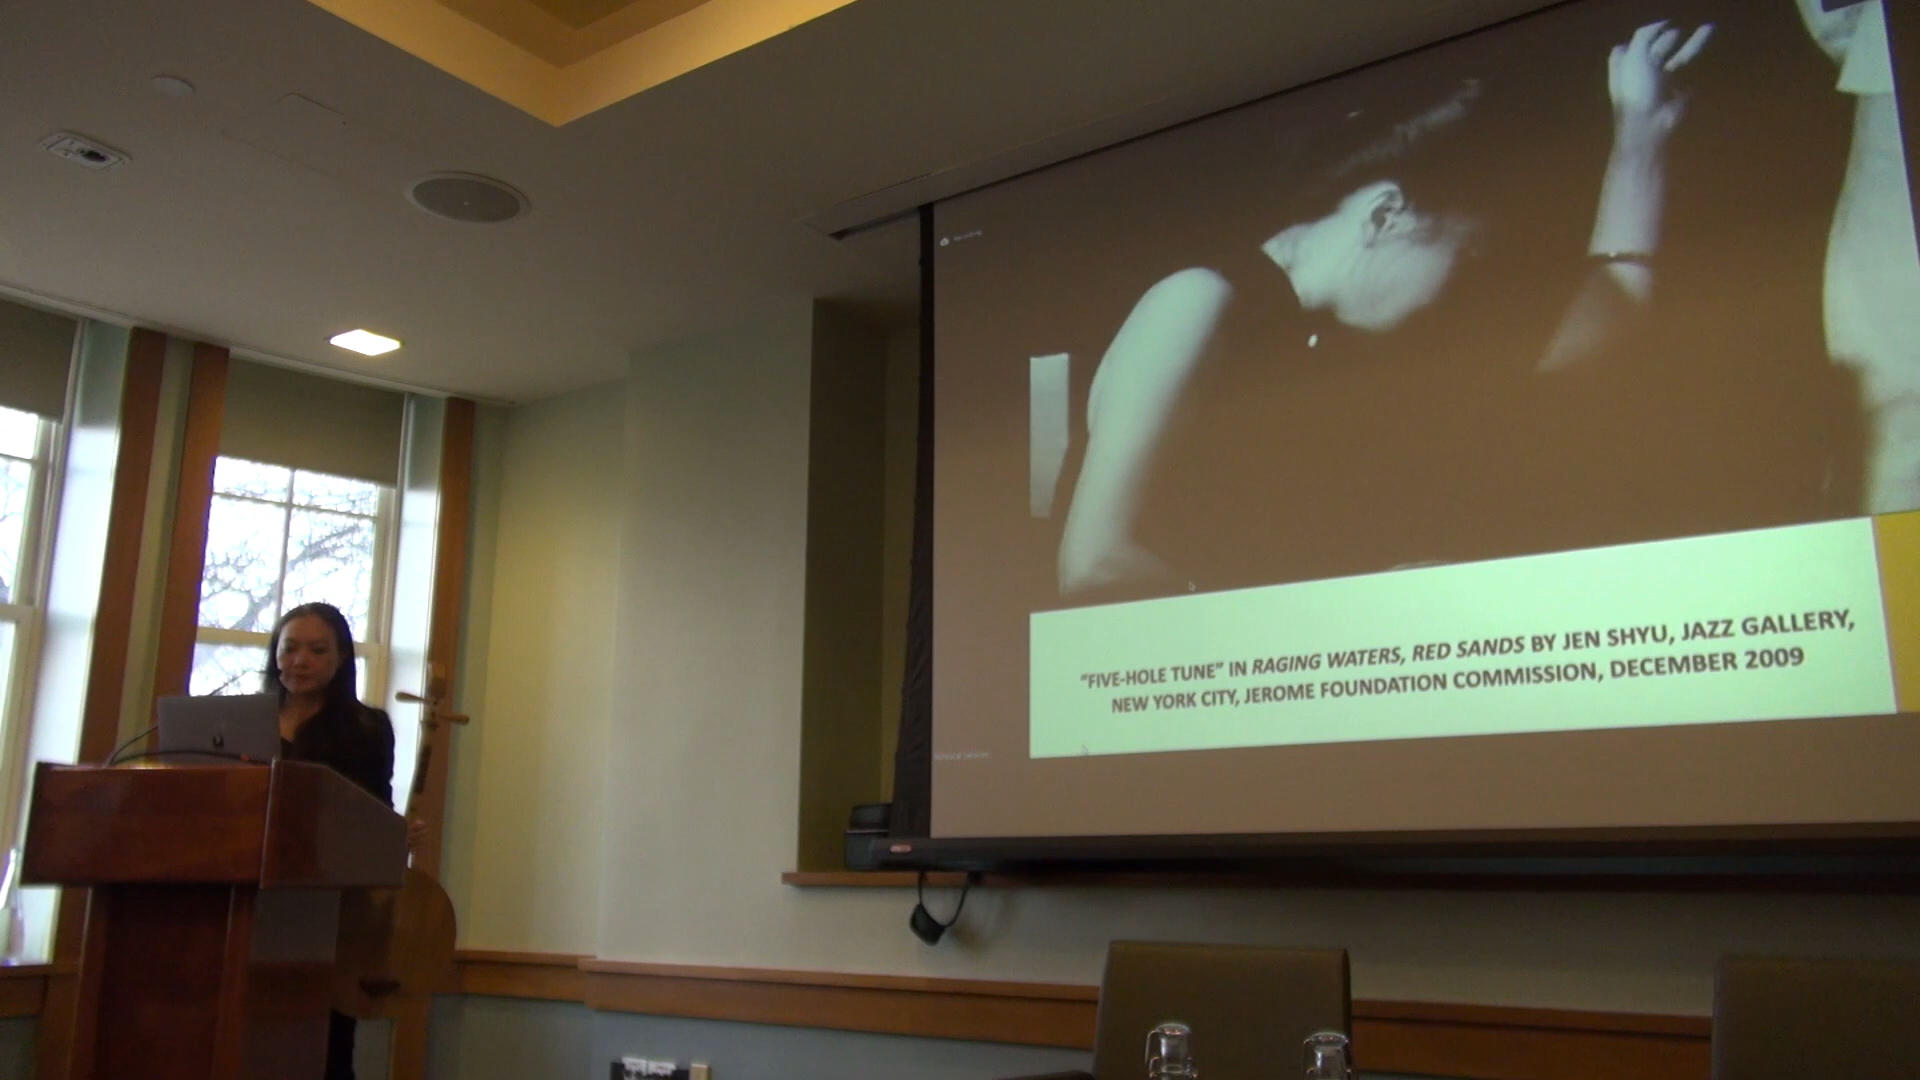 "FIVE-HOLE TUNE" IN RAGING WATERS, RED SANDS BY JEN SHYU, JAZZ GALLERY,
NEW YORK CITY, JEROME FOUNDATION COMMISSION, DECEMBER 2009